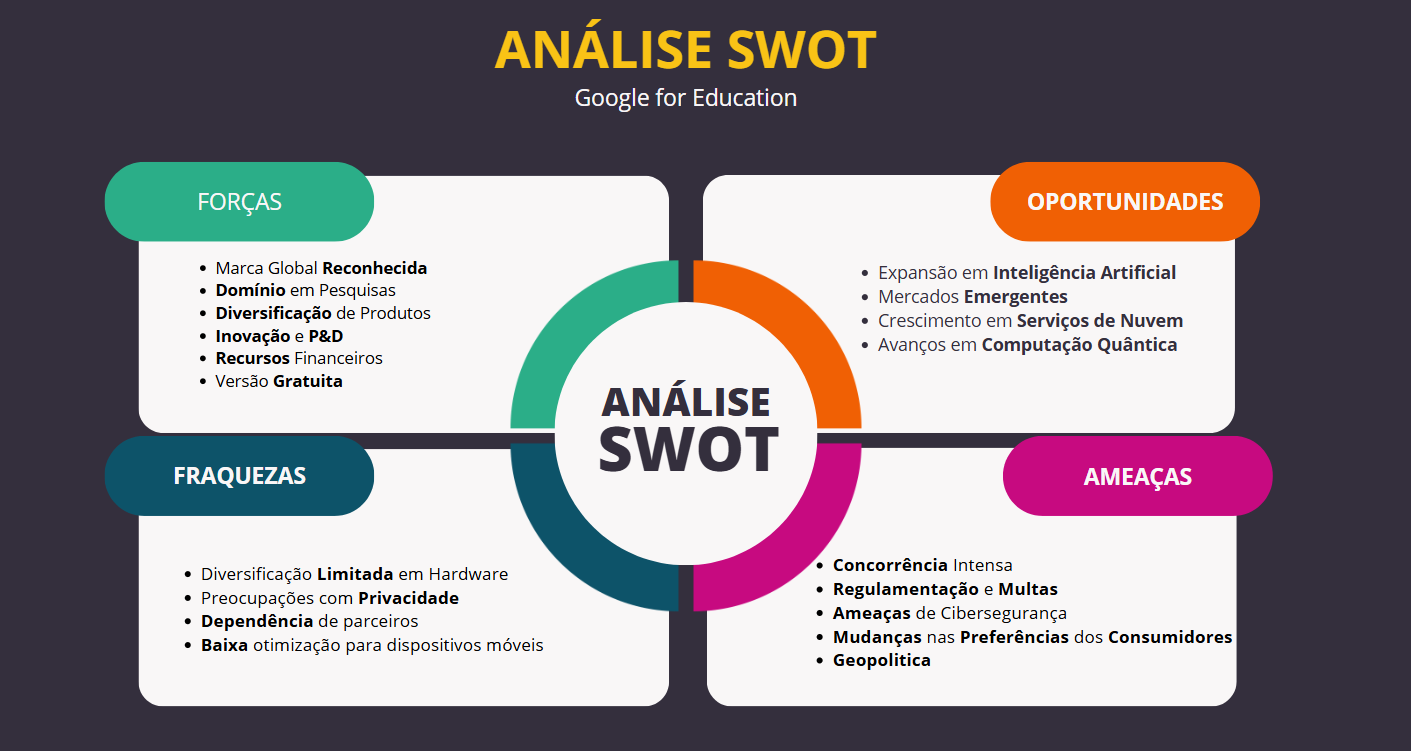 ANÁLISE SWOT
Google for Education
FORÇAS
Marca Global Reconhecida
Domínio em Pesquisas
Diversificação de Produtos
Inovação e P&D
Recursos Financeiros
Versão Gratuita
OPORTUNIDADES
Expansão em Inteligência Artificial
Mercados Emergentes
Crescimento em Serviços de Nuvem
Avanços em Computação Quântica
ANÁLISE
SWOT
FRAQUEZAS
Diversificação Limitada em Hardware
Preocupações com Privacidade
Dependência de parceiros
Baixa otimização para dispositivos móveis
AMEAÇAS
Concorrência Intensa
Regulamentação e Multas
Ameaças de Cibersegurança
Mudanças nas Preferências dos Consumidores
Geopolitica